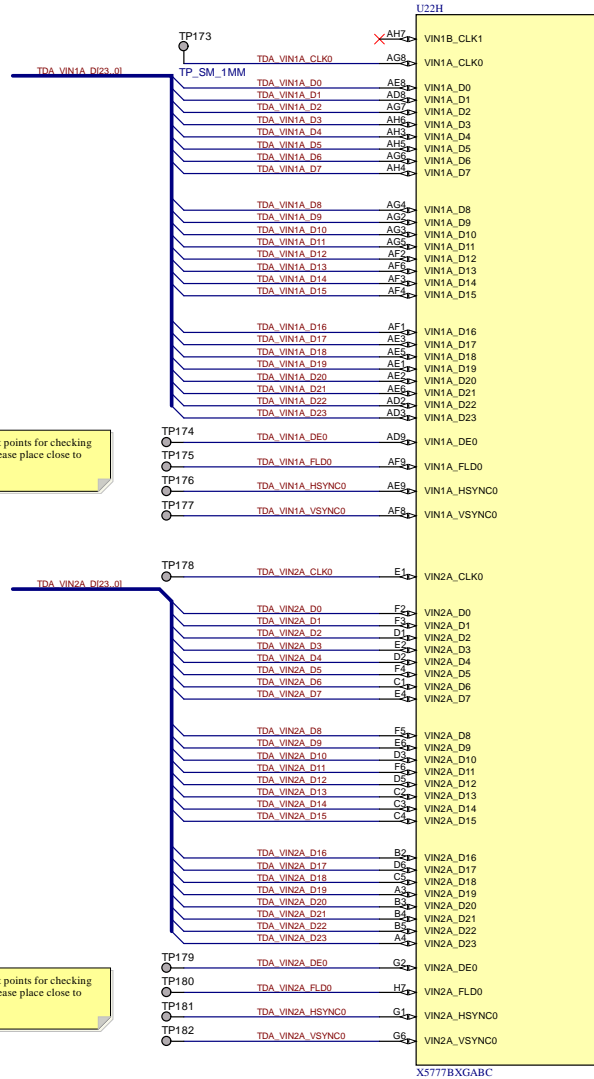 U22H
TP173
AH7 VIN1B_CLK1
TDA_VIN1A_CLK0 AG8 VIN1A_CLK0
TDA_VIN1A_D[23..0] TP_SM_1MM
TDA_VIN1A_D0 AE8 VIN1A_D0
TDA_VIN1A_D1 AD8 VIN1A_D1
TDA_VIN1A_D2 AG7 VIN1A_D2
TDA_VIN1A_D3 AH6 VIN1A_D3
TDA_VIN1A_D4 AH3 VIN1A_D4
TDA_VIN1A_D5 AH5 VIN1A_D5
TDA_VIN1A_D6 AG6 VIN1A_D6
TDA_VIN1A_D7 AH4 VIN1A_D7
TDA_VIN1A_D8 AG4 VIN1A_D8
TDA_VIN1A_D9 AG2 VIN1A_D9
TDA_VIN1A_D10 AG3 VIN1A_D10
TDA_VIN1A_D11 AG5 VIN1A_D11
TDA_VIN1A_D12 AF2 VIN1A_D12
TDA_VIN1A_D13 AF6 VIN1A_D13
TDA_VIN1A_D14 AF3 VIN1A_D14
TDA_VIN1A_D15 AF4 VIN1A_D15
TDA_VIN1A_D16 AF1 VIN1A_D16
TDA_VIN1A_D17 AE3 VIN1A_D17
TDA_VIN1A_D18 AE5 VIN1A_D18
TDA_VIN1A_D19 AE1 VIN1A_D19
TDA_VIN1A_D20 AE2 VIN1A_D20
TDA_VIN1A_D21 AE6 VIN1A_D21
TDA_VIN1A_D22 AD2 VIN1A_D22
TDA_VIN1A_D23 AD3 VIN1A_D23
TP174 TDA_VIN1A_DE0 AD9 VIN1A_DE0
points for checking
TP175 TDA_VIN1A_FLD0 AF9 VIN1A_FLD0
ease place close to
TP176 TDA_VIN1A_HSYNC0 AE9 VIN1A_HSYNC0
TP177 TDA_VIN1A_VSYNC0 AF8 VIN1A_VSYNC0
TP178 TDA_VIN2A_CLK0 E1 VIN2A_CLK0
TDA_VIN2A_D[23..0]
TDA_VIN2A_D0 F2 VIN2A_D0
TDA_VIN2A_D1 F3 VIN2A_D1
TDA_VIN2A_D2 D1 VIN2A_D2
TDA_VIN2A_D3 E2 VIN2A_D3
TDA_VIN2A_D4 D2 VIN2A_D4
TDA_VIN2A_D5 F4 VIN2A_D5
TDA_VIN2A_D6 C1 VIN2A_D6
TDA_VIN2A_D7 E4 VIN2A_D7
TDA_VIN2A_D8 F5 VIN2A_D8
TDA_VIN2A_D9 E6 VIN2A_D9
TDA_VIN2A_D10 D3 VIN2A_D10
TDA_VIN2A_D11 F6 VIN2A_D11
TDA_VIN2A_D12 D5 VIN2A_D12
TDA_VIN2A_D13 C2 VIN2A_D13
TDA_VIN2A_D14 C3 VIN2A_D14
TDA_VIN2A_D15 C4 VIN2A_D15
TDA_VIN2A_D16 B2 VIN2A_D16
TDA_VIN2A_D17 D6 VIN2A_D17
TDA_VIN2A_D18 C5 VIN2A_D18
TDA_VIN2A_D19 A3 VIN2A_D19
TDA_VIN2A_D20 B3 VIN2A_D20
TDA_VIN2A_D21 B4 VIN2A_D21
TDA_VIN2A_D22 B5 VIN2A_D22
TDA_VIN2A_D23 A4 VIN2A_D23
TP179 TDA_VIN2A_DE0 G2 VIN2A_DE0
points for checking
TP180 TDA_VIN2A_FLD0 H7 VIN2A_FLD0
ease place close to
TP181 TDA_VIN2A_HSYNC0 G1 VIN2A_HSYNC0
TP182 TDA_VIN2A_VSYNC0 G6 VIN2A_VSYNC0
X5777BXGABC